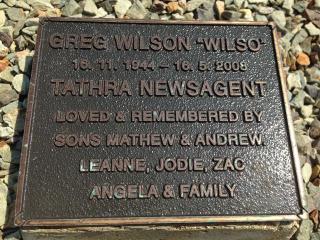 GREG WILSON "WILSO"
16. 11. 1944 – 16. 5. 2008
TATHRA NEWSAGENT
LOVED & REMEMBERED BY
SONS MATHEW & ANDREW.
LEANNE, JODIE, ZAC
ANGELA & FAMILY